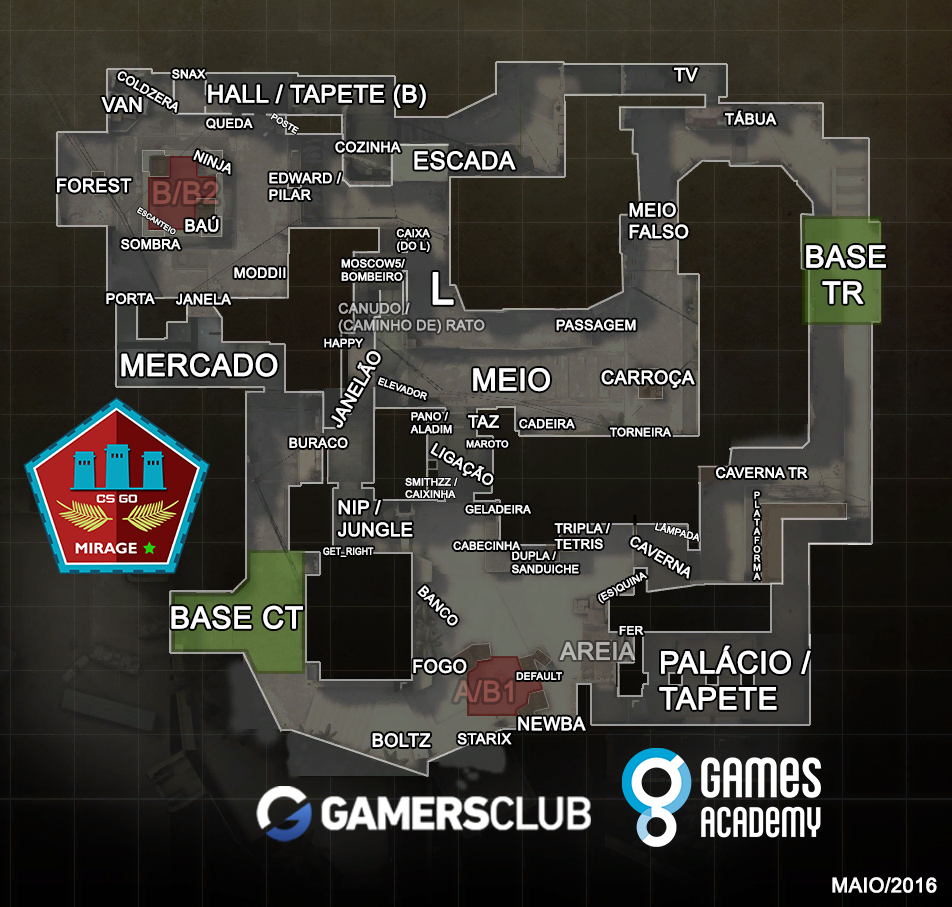 SNAX
COLDZERA
VAN
HALL / TAPETE (B)
TV
QUEDA
POSTE
TÁBUA
COZINHA
ESCADA
NINJA
FOREST
B/B2
EDWARD /
PILAR
ESCANTEIO
BAÚ
SOMBRA
MEIO
FALSO
CAIXA
(DO L)
BASE
TR
MODDII
MOSCOW5/
BOMBEIRO
L
PORTA
JANELA
CANUDO /
(CAMINHO DE) RATO
PASSAGEM
HAPPY
MERCADO
JANELÃO
ELEVADOR
MEIO
CARROÇA
PANO /
ALADIM
TAZ
CADEIRA
TORNEIRA
BURACO
MAROTO
LIGAÇÃO
CAVERNA TR
SMITHZZ /
CAIXINHA
PLATAFORMA
CS GO
MIRAGE
NIP /
JUNGLE
GELADEIRA
GET_RIGHT
CABECINHA
TRIPLA /
TETRIS
LÂMPADA
CAVERNA
DUPLA /
SANDUICHE
(ES)QUINA
BASE CT
BANCO
FER
AREIA
FOGO
PALÁCIO /
TAPETE
DEFAULT
A/B1
NEWBA
BOLTZ
STARIX
GAMERSCLUB
GAMES
ACADEMY
MAIO/2016